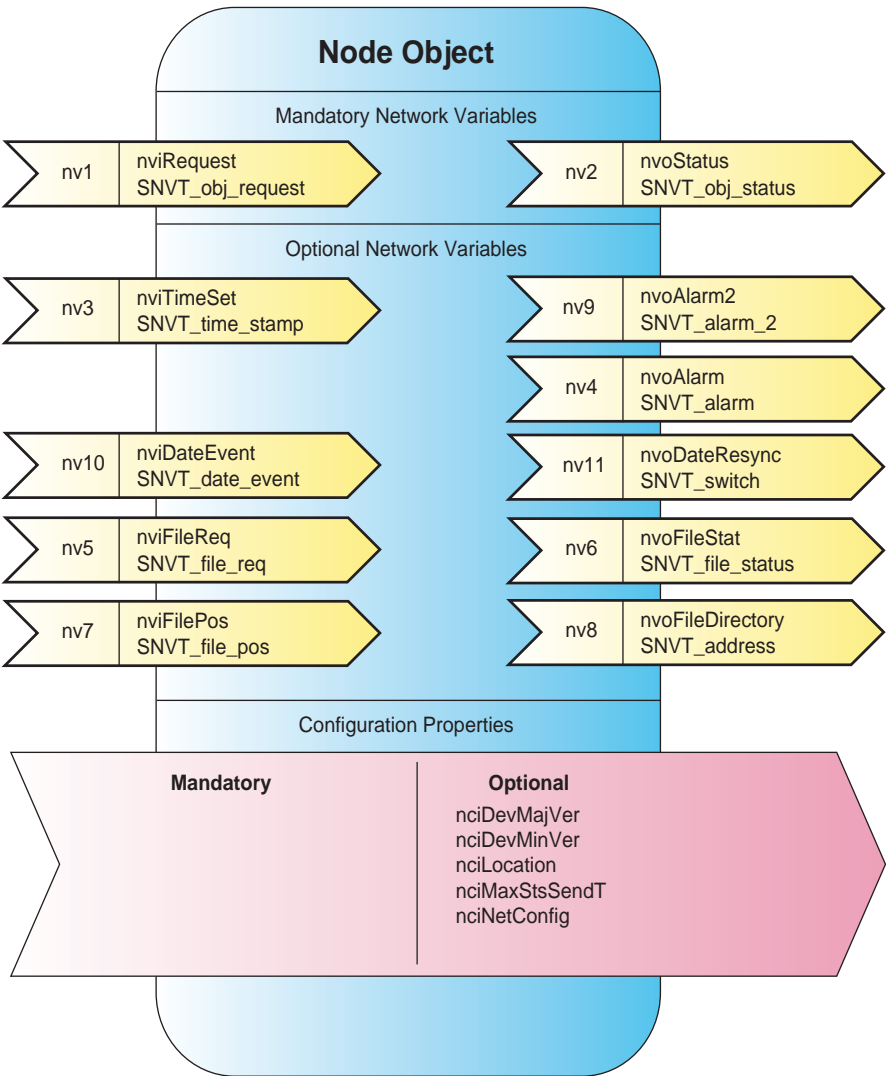 Node Object
Mandatory Network Variables
nv1
nviRequest
SNVT_obj_request
nv2
nvoStatus
SNVT_obj_status
Optional Network Variables
nv3
nviTimeSet
SNVT_time_stamp
nv9
nvoAlarm2
SNVT_alarm_2
nv4
nvoAlarm
SNVT_alarm
nv10
nviDateEvent
SNVT_date_event
nv11
nvoDateResync
SNVT_switch
nv5
nviFileReq
SNVT_file_req
nv6
nvoFileStat
SNVT_file_status
nv7
nviFilePos
SNVT_file_pos
nv8
nvoFileDirectory
SNVT_address
Configuration Properties
Mandatory
Optional
nciDevMajVer
nciDevMinVer
nciLocation
nciMaxStsSendT
nciNetConfig